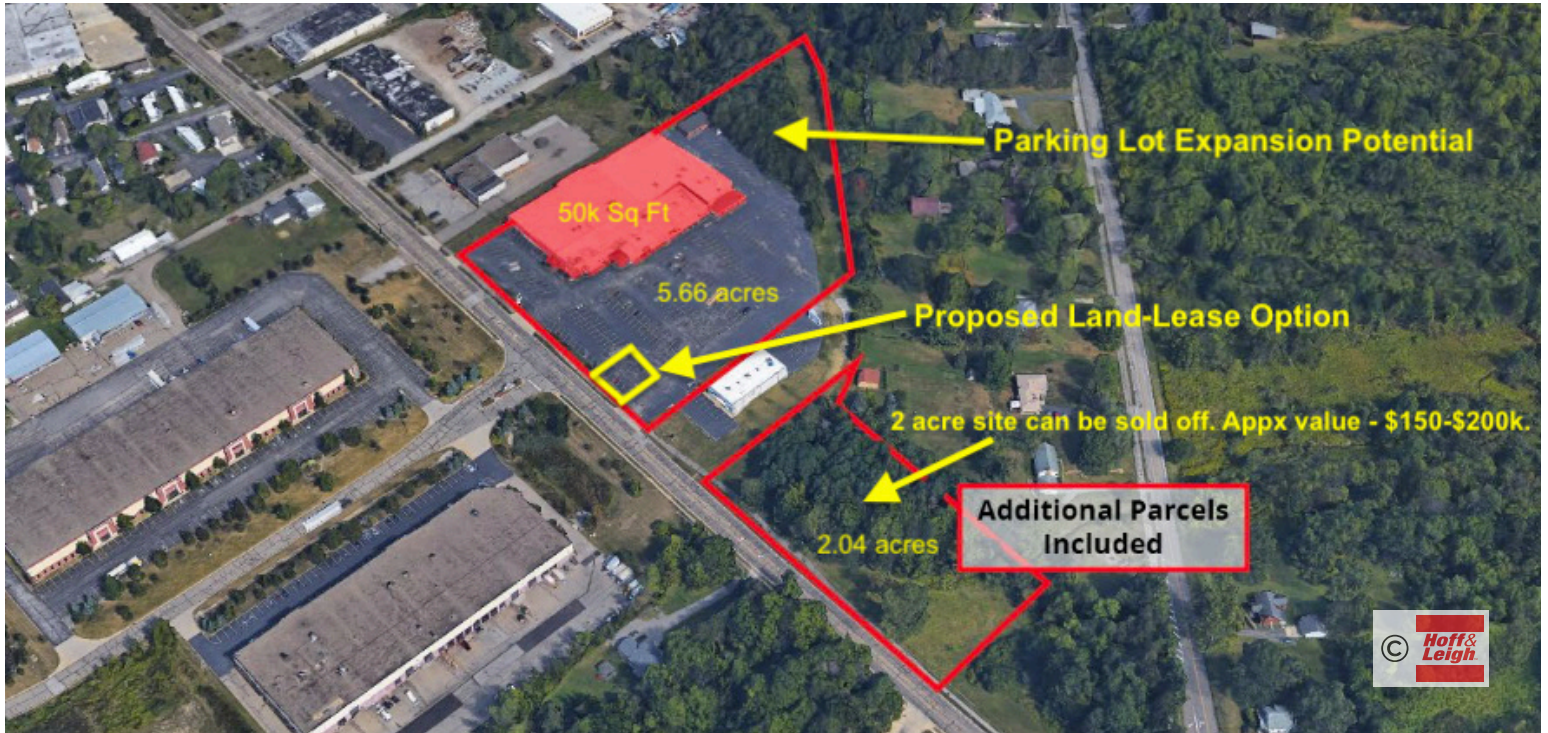 Parking Lot Expansion Potential
50k Sq Ft
5.66 acres
Proposed Land-Lease Option
2 acre site can be sold off. Appx value - $150-$200k.
Additional Parcels
Included
2.04 acres
© Hoff&
Leigh